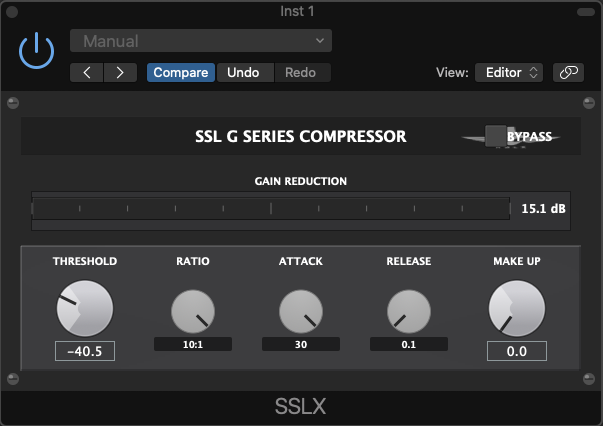 Inst 1
Manual
Compare Undo Redo View: Editor
SSL G SERIES COMPRESSOR BYPASS
GAIN REDUCTION
15.1 dB
THRESHOLD RATIO ATTACK RELEASE MAKE UP
-40.5 10:1 30 0.1 0.0
SSLX